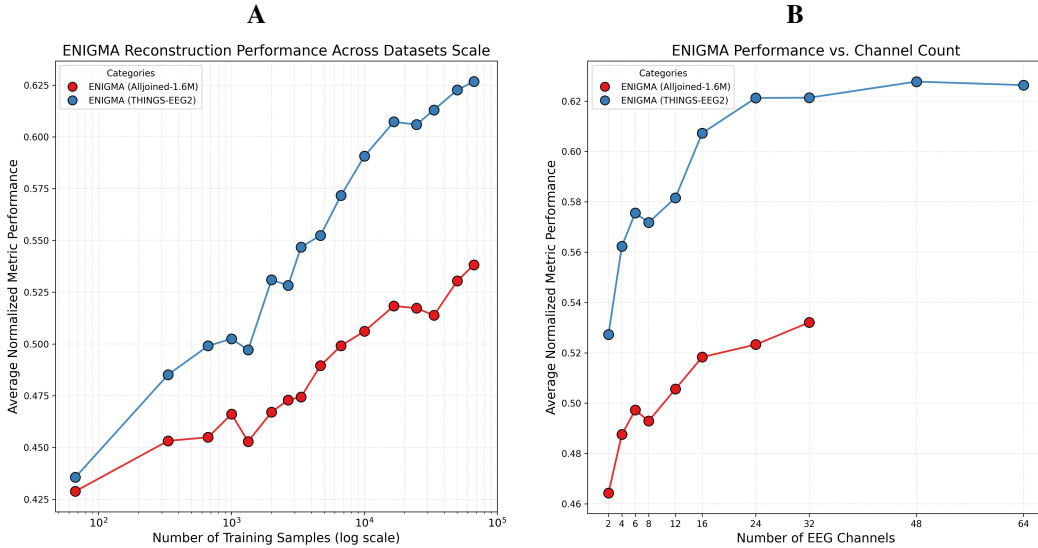 A
ENIGMA Reconstruction Performance Across Datasets Scale
Categories
ENIGMA (Alljoined-1.6M)
ENIGMA (THINGS-EEG2)
Average Normalized Metric Performance
0.625
0.600
0.575
0.550
0.525
0.500
0.475
0.450
0.425
10² 10³ 10⁴ 10⁵
Number of Training Samples (log scale)
B
ENIGMA Performance vs. Channel Count
Categories
ENIGMA (Alljoined-1.6M)
ENIGMA (THINGS-EEG2)
Average Normalized Metric Performance
0.62
0.60
0.58
0.56
0.54
0.52
0.50
0.48
0.46
2 4 6 8 12 16 24 32 48 64
Number of EEG Channels